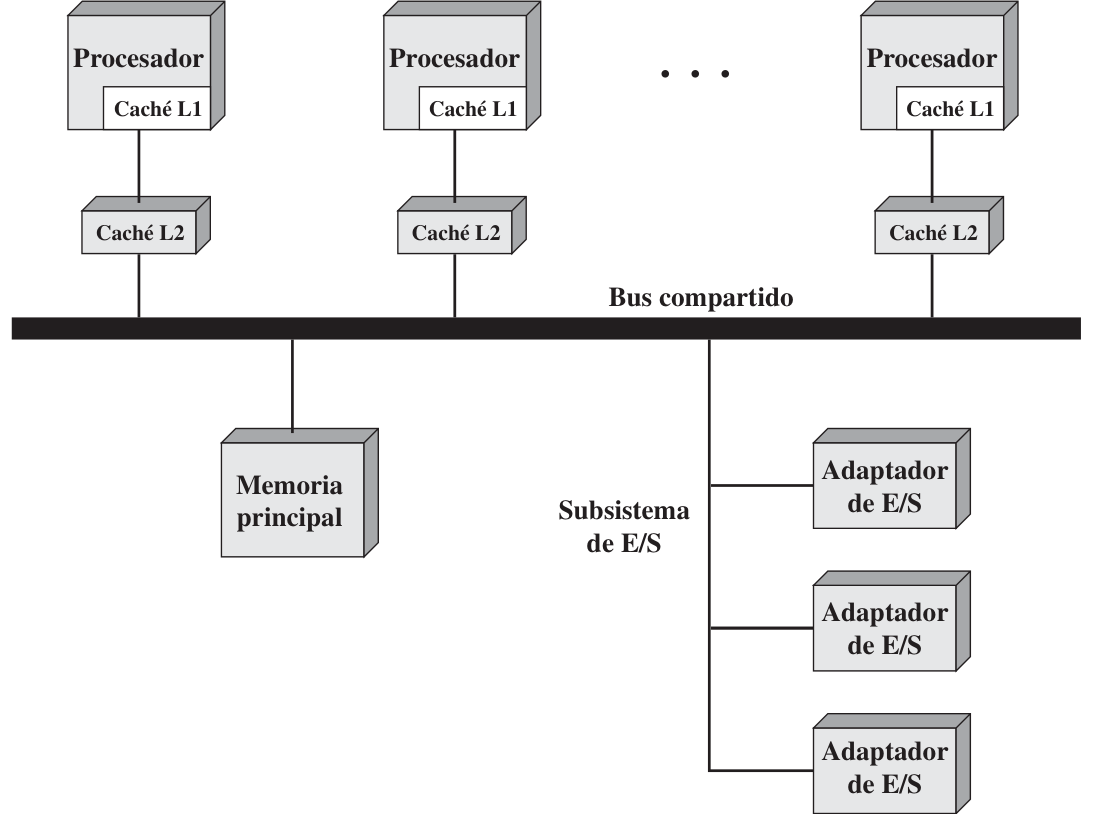 Procesador
Caché L1
Procesador
Caché L1
. . .
Procesador
Caché L1
Caché L2
Caché L2
Caché L2
Bus compartido
Memoria
principal
Subsistema
de E/S
Adaptador
de E/S
Adaptador
de E/S
Adaptador
de E/S